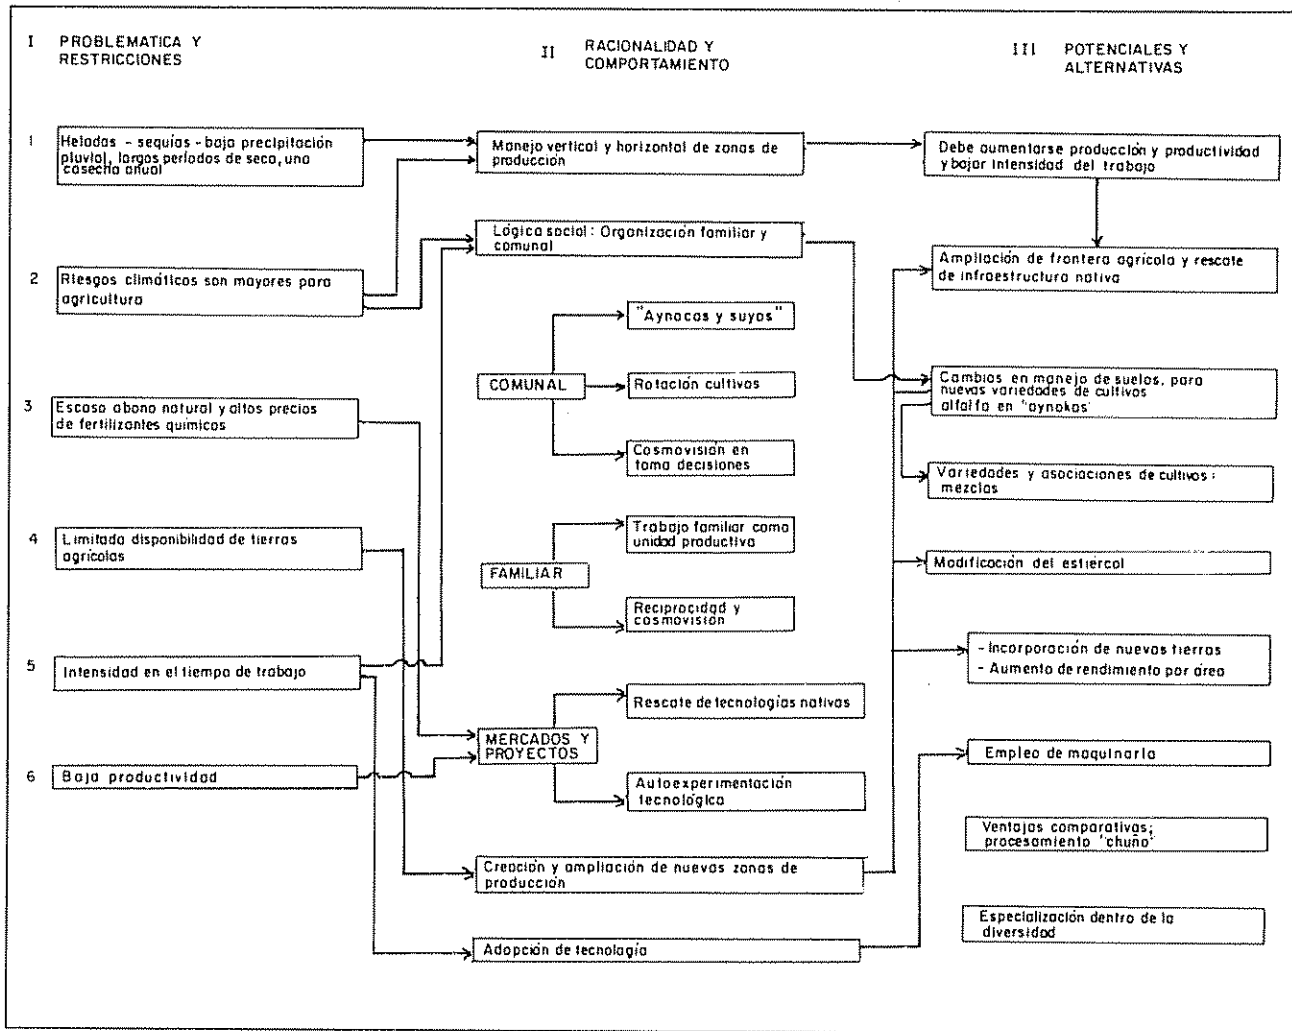 I PROBLEMATICA Y
RESTRICCIONES
II RACIONALIDAD Y
COMPORTAMIENTO
III POTENCIALES Y
ALTERNATIVAS
1 Heladas - sequías - baja precipitación
pluvial, largos períodos de seca, una
cosecha anual
2 Riesgos climáticos son mayores para
agricultura
3 Escaso abono natural y altos precios
de fertilizantes químicos
4 Limitada disponibilidad de tierras
agrícolas
5 Intensidad en el tiempo de trabajo
6 Baja productividad
Manejo vertical y horizontal de zonas de
producción
Lógica social: Organización familiar y
comunal
COMUNAL
"Aynacas y suyos"
Rotación cultivos
Cosmovisión en
toma decisiones
FAMILIAR
Trabajo familiar como
unidad productiva
Reciprocidad y
cosmovisión
MERCADOS Y
PROYECTOS
Rescate de tecnologías nativas
Autoexperimentación
tecnológica
Creación y ampliación de nuevas zonas de
producción
Adopción de tecnología
Debe aumentarse producción y productividad
y bajar intensidad del trabajo
Ampliación de frontera agrícola y rescate
de infraestructura nativa
Cambios en manejo de suelos, para
nuevas variedades de cultivos
alfalfa en "aynokas"
Variedades y asociaciones de cultivos:
mezclas
Modificación del estiércol
- Incorporación de nuevas tierras
- Aumento de rendimiento por área
Empleo de maquinaria
Ventajas comparativas;
procesamiento "chuño"
Especialización dentro de la
diversidad